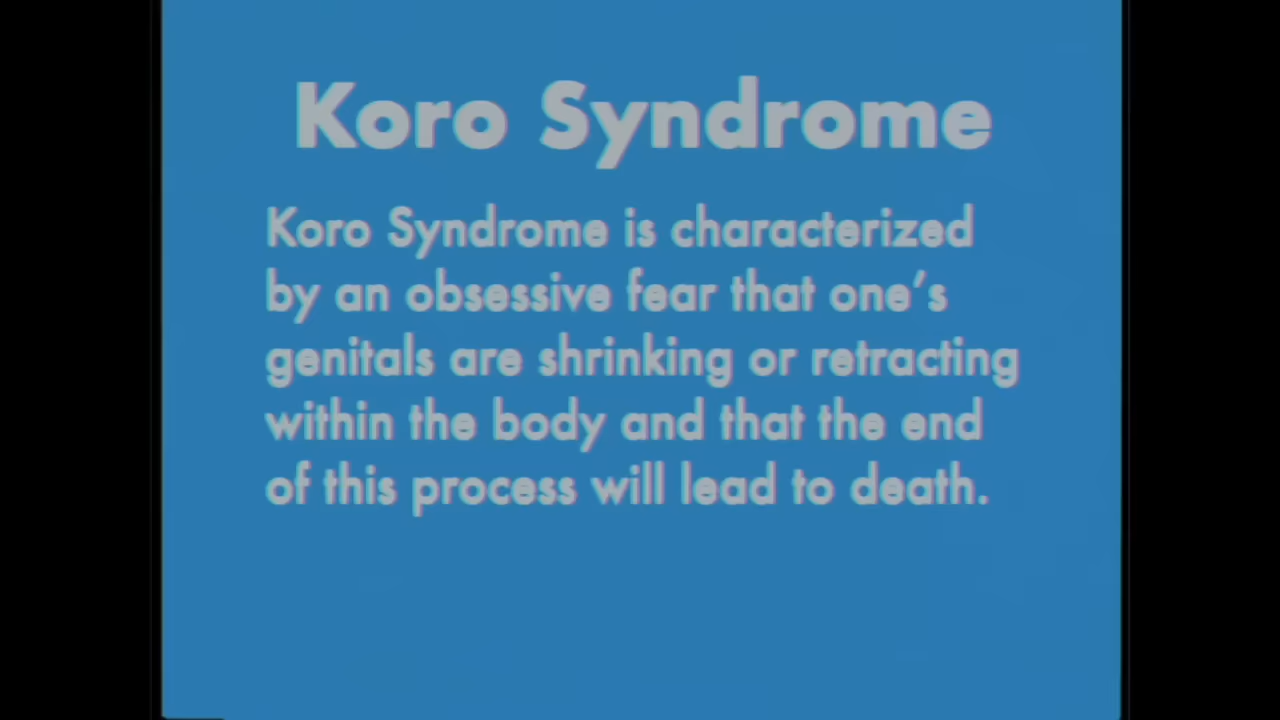 Koro Syndrome
Koro Syndrome is characterized
by an obsessive fear that one’s
genitals are shrinking or retracting
within the body and that the end
of this process will lead to death.